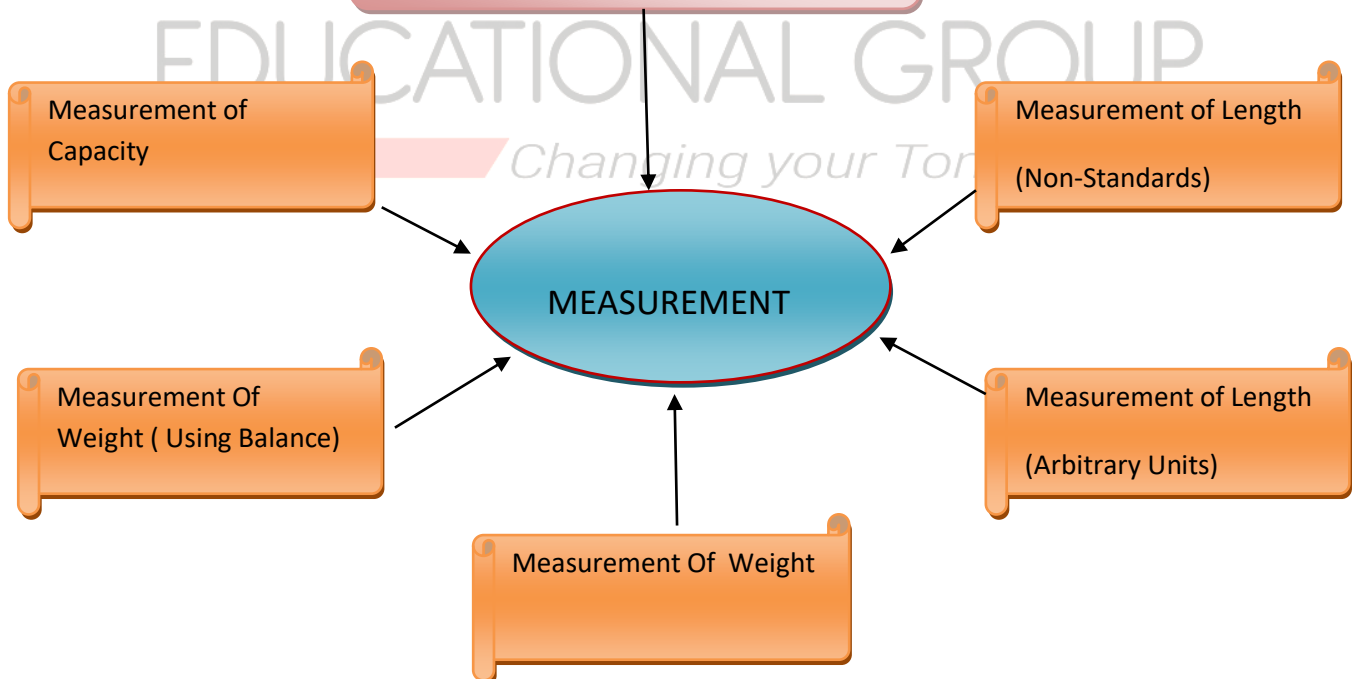 EDUCATIONAL GROUP
Changing your
Measurement of
Capacity
Measurement of Length
(Non-Standards)
MEASUREMENT
Measurement Of
Weight ( Using Balance)
Measurement of Length
(Arbitrary Units)
Measurement Of Weight